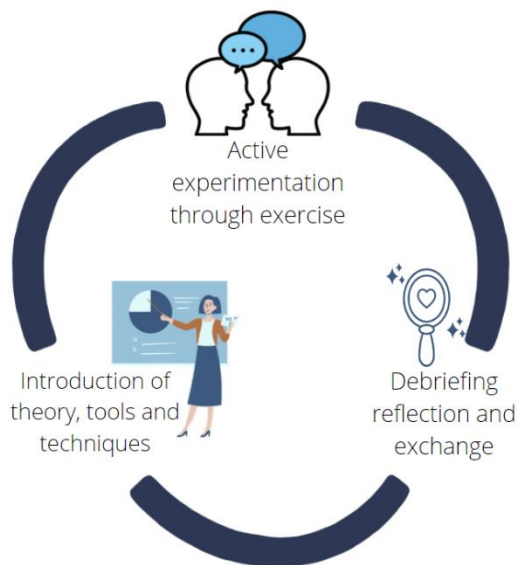 Active
experimentation
through exercise
Introduction of
theory, tools and
techniques
Debriefing
reflection and
exchange